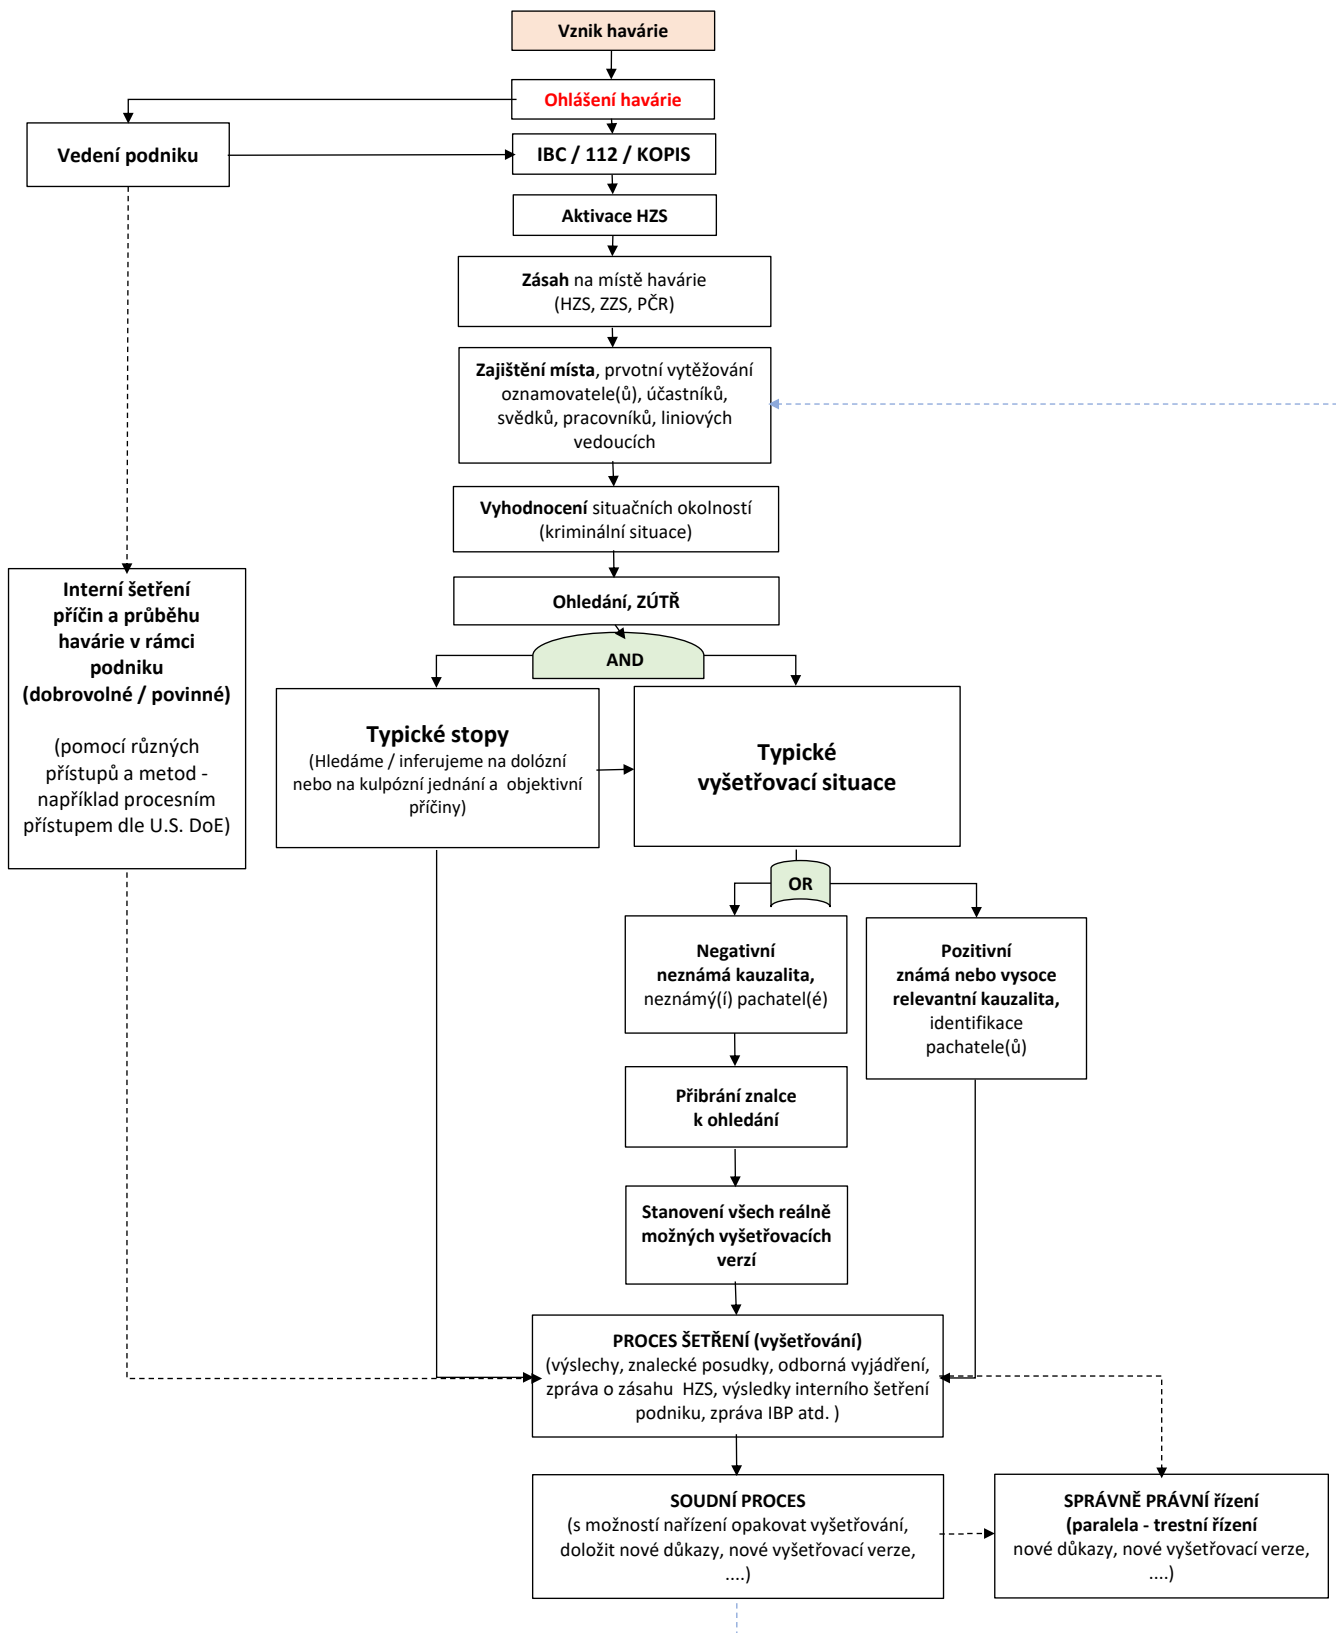 Vznik havárie
Ohlášení havárie
Vedení podniku
IBC / 112 / KOPIS
Aktivace HZS
Zásah na místě havárie
(HZS, ZZS, PČR)
Zajištění místa, prvotní vytěžování
oznamovatele(ů), účastníků,
svědků, pracovníků, liniových
vedoucích
Vyhodnocení situačních okolností
(kriminální situace)
Interní šetření
příčin a průběhu
havárie v rámci
podniku
(dobrovolné / povinné)
(pomocí různých
přístupů a metod -
například procesním
přístupem dle U.S. DoE)
Ohledání, ZÚTŘ
AND
Typické stopy
(Hledáme / inferujeme na dolózní
nebo na kulpózní jednání a  objektivní
příčiny)
Typické
vyšetřovací situace
OR
Negativní
neznámá kauzalita,
neznámý(í) pachatel(é)
Pozitivní
známá nebo vysoce
relevantní kauzalita,
identifikace
pachatele(ů)
Přibrání znalce
k ohledání
Stanovení všech reálně
možných vyšetřovacích
verzí
PROCES ŠETŘENÍ (vyšetřování)
(výslechy, znalecké posudky, odborná vyjádření,
zpráva o zásahu  HZS, výsledky interního šetření
podniku, zpráva IBP atd. )
SOUDNÍ PROCES
(s možností nařízení opakovat vyšetřování,
doložit nové důkazy, nové vyšetřovací verze,
....)
SPRÁVNĚ PRÁVNÍ řízení
(paralela - trestní řízení
nové důkazy, nové vyšetřovací verze,
....)